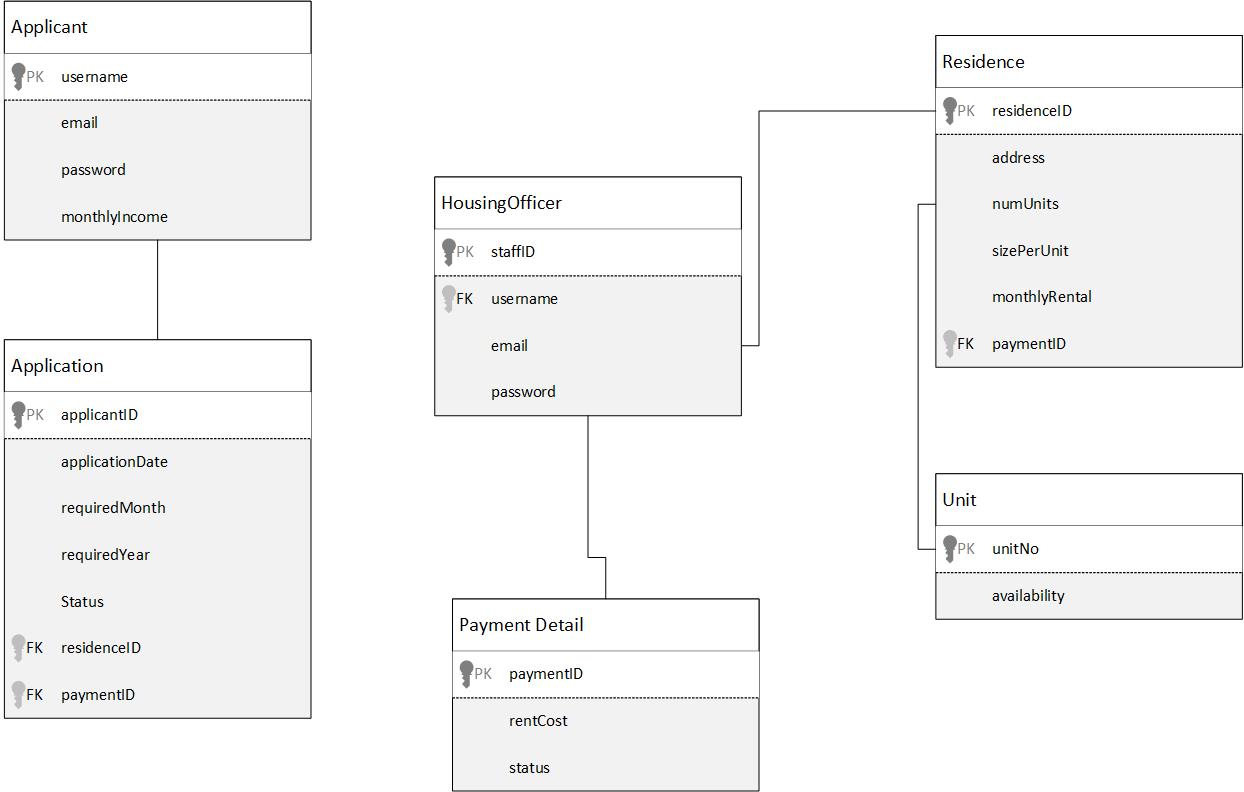 Applicant
PK username
email
password
monthlyIncome
Application
PK applicantID
applicationDate
requiredMonth
requiredYear
Status
FK residenceID
FK paymentID
HousingOfficer
PK staffID
FK username
email
password
Payment Detail
PK paymentID
rentCost
status
Residence
PK residenceID
address
numUnits
sizePerUnit
monthlyRental
FK paymentID
Unit
PK unitNo
availability